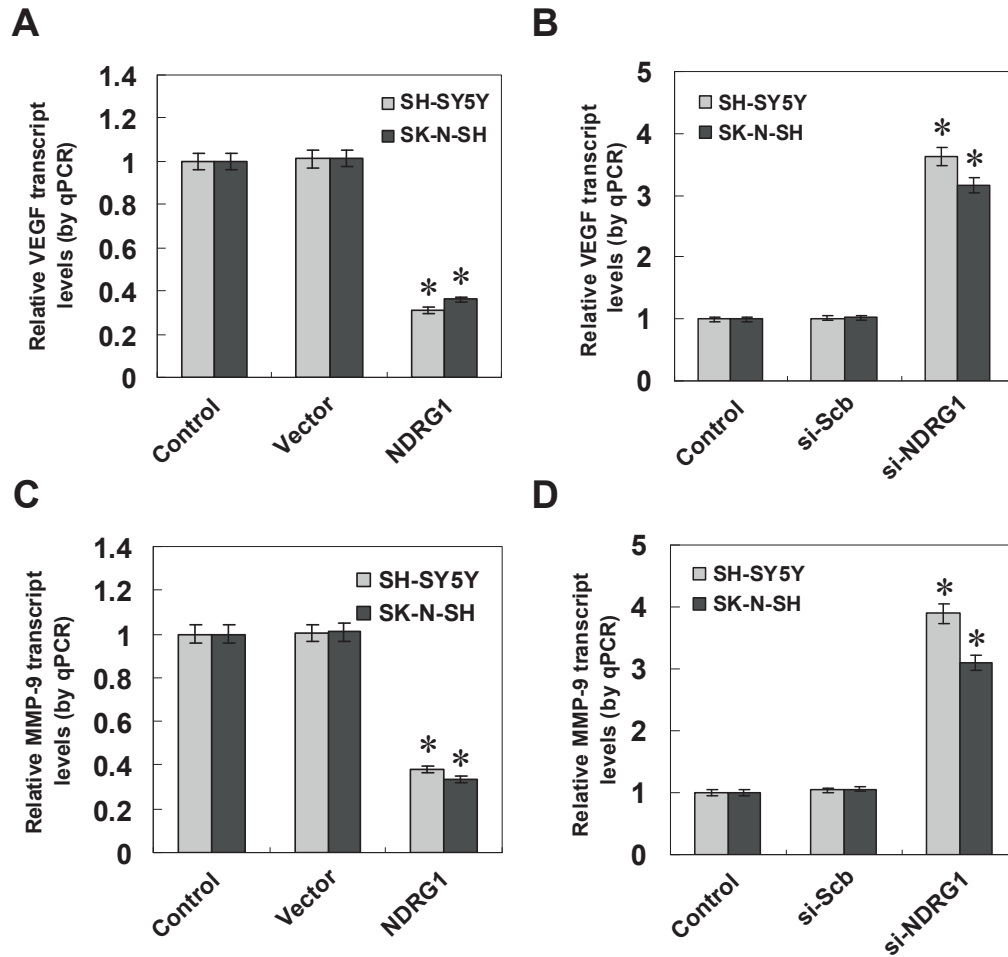 A
Relative VEGF transcript
levels (by qPCR)
1.4
1.2
1
0.8
0.6
0.4
0.2
0
SH-SY5Y
SK-N-SH
*
*
Control
Vector
NDRG1
B
Relative VEGF transcript
levels (by qPCR)
5
4
3
2
1
0
SH-SY5Y
SK-N-SH
*
*
Control
si-Scb
si-NDRG1
C
Relative MMP-9 transcript
levels (by qPCR)
1.4
1.2
1
0.8
0.6
0.4
0.2
0
SH-SY5Y
SK-N-SH
*
*
Control
Vector
NDRG1
D
Relative MMP-9 transcript
levels (by qPCR)
5
4
3
2
1
0
SH-SY5Y
SK-N-SH
*
*
Control
si-Scb
si-NDRG1